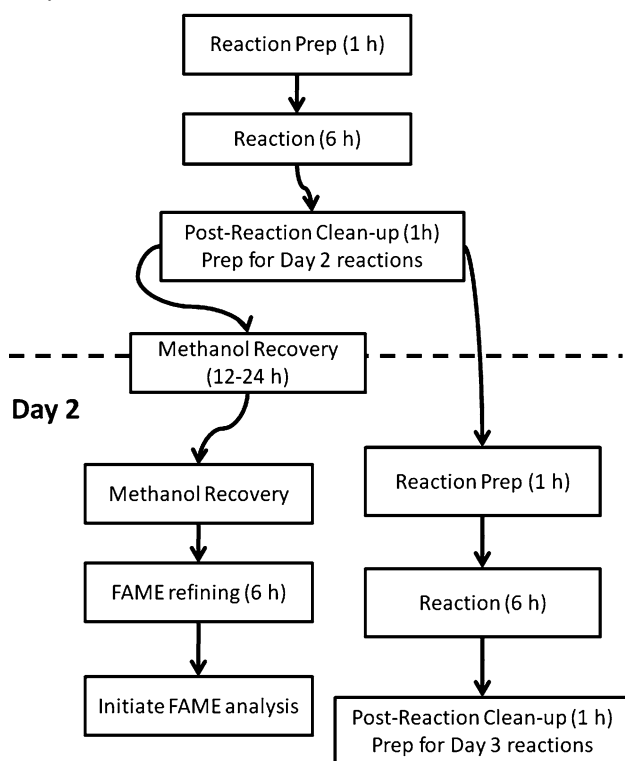 Reaction Prep (1 h)
Reaction (6 h)
Post-Reaction Clean-up (1h)
Prep for Day 2 reactions
Methanol Recovery
(12-24 h)
Day 2
Methanol Recovery
FAME refining (6 h)
Initiate FAME analysis
Reaction Prep (1 h)
Reaction (6 h)
Post-Reaction Clean-up (1 h)
Prep for Day 3 reactions